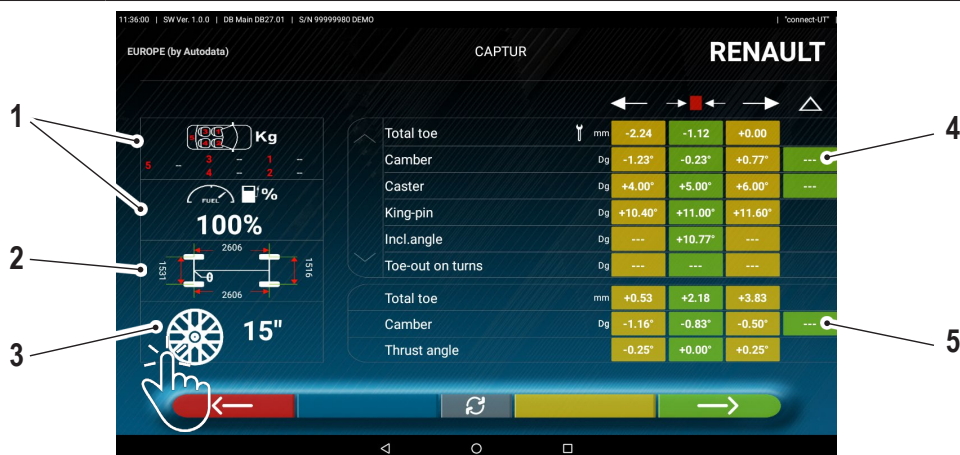 11:36:00 | SW Ver. 1.0.0 | DB Main DB27.01 | S/N 99999980 DEMO | "connect-UT" |
EUROPE (by Autodata) CAPTUR RENAULT
1
Kg
5 -- 3 -- 1 --
4 -- 2 --
FUEL %
100%
2
2606
1531 1516
2606
3
15"
Total toe mm -2.24 -1.12 +0.00
4
Camber Dg -1.23° -0.23° +0.77° ---
Caster Dg +4.00° +5.00° +6.00° ---
King-pin Dg +10.40° +11.00° +11.60°
Incl.angle Dg --- +10.77° ---
Toe-out on turns Dg --- --- ---
Total toe mm +0.53 +2.18 +3.83
Camber Dg -1.16° -0.83° -0.50° ---
5
Thrust angle -0.25° +0.00° +0.25°